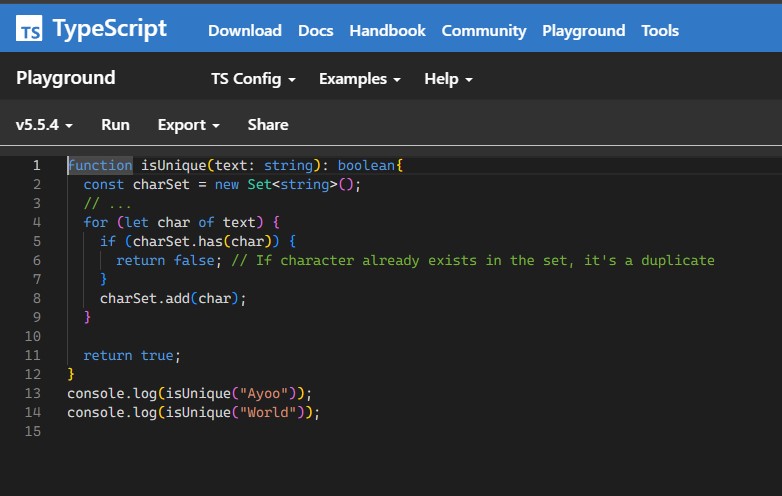 TS TypeScript Download Docs Handbook Community Playground Tools
Playground TS Config Examples Help
v5.5.4 Run Export Share
1 function isUnique(text: string): boolean{
2   const charSet = new Set<string>();
3   // ...
4   for (let char of text) {
5     if (charSet.has(char)) {
6       return false; // If character already exists in the set, it's a duplicate
7     }
8     charSet.add(char);
9   }
10
11   return true;
12 }
13 console.log(isUnique("Ayoo"));
14 console.log(isUnique("World"));
15